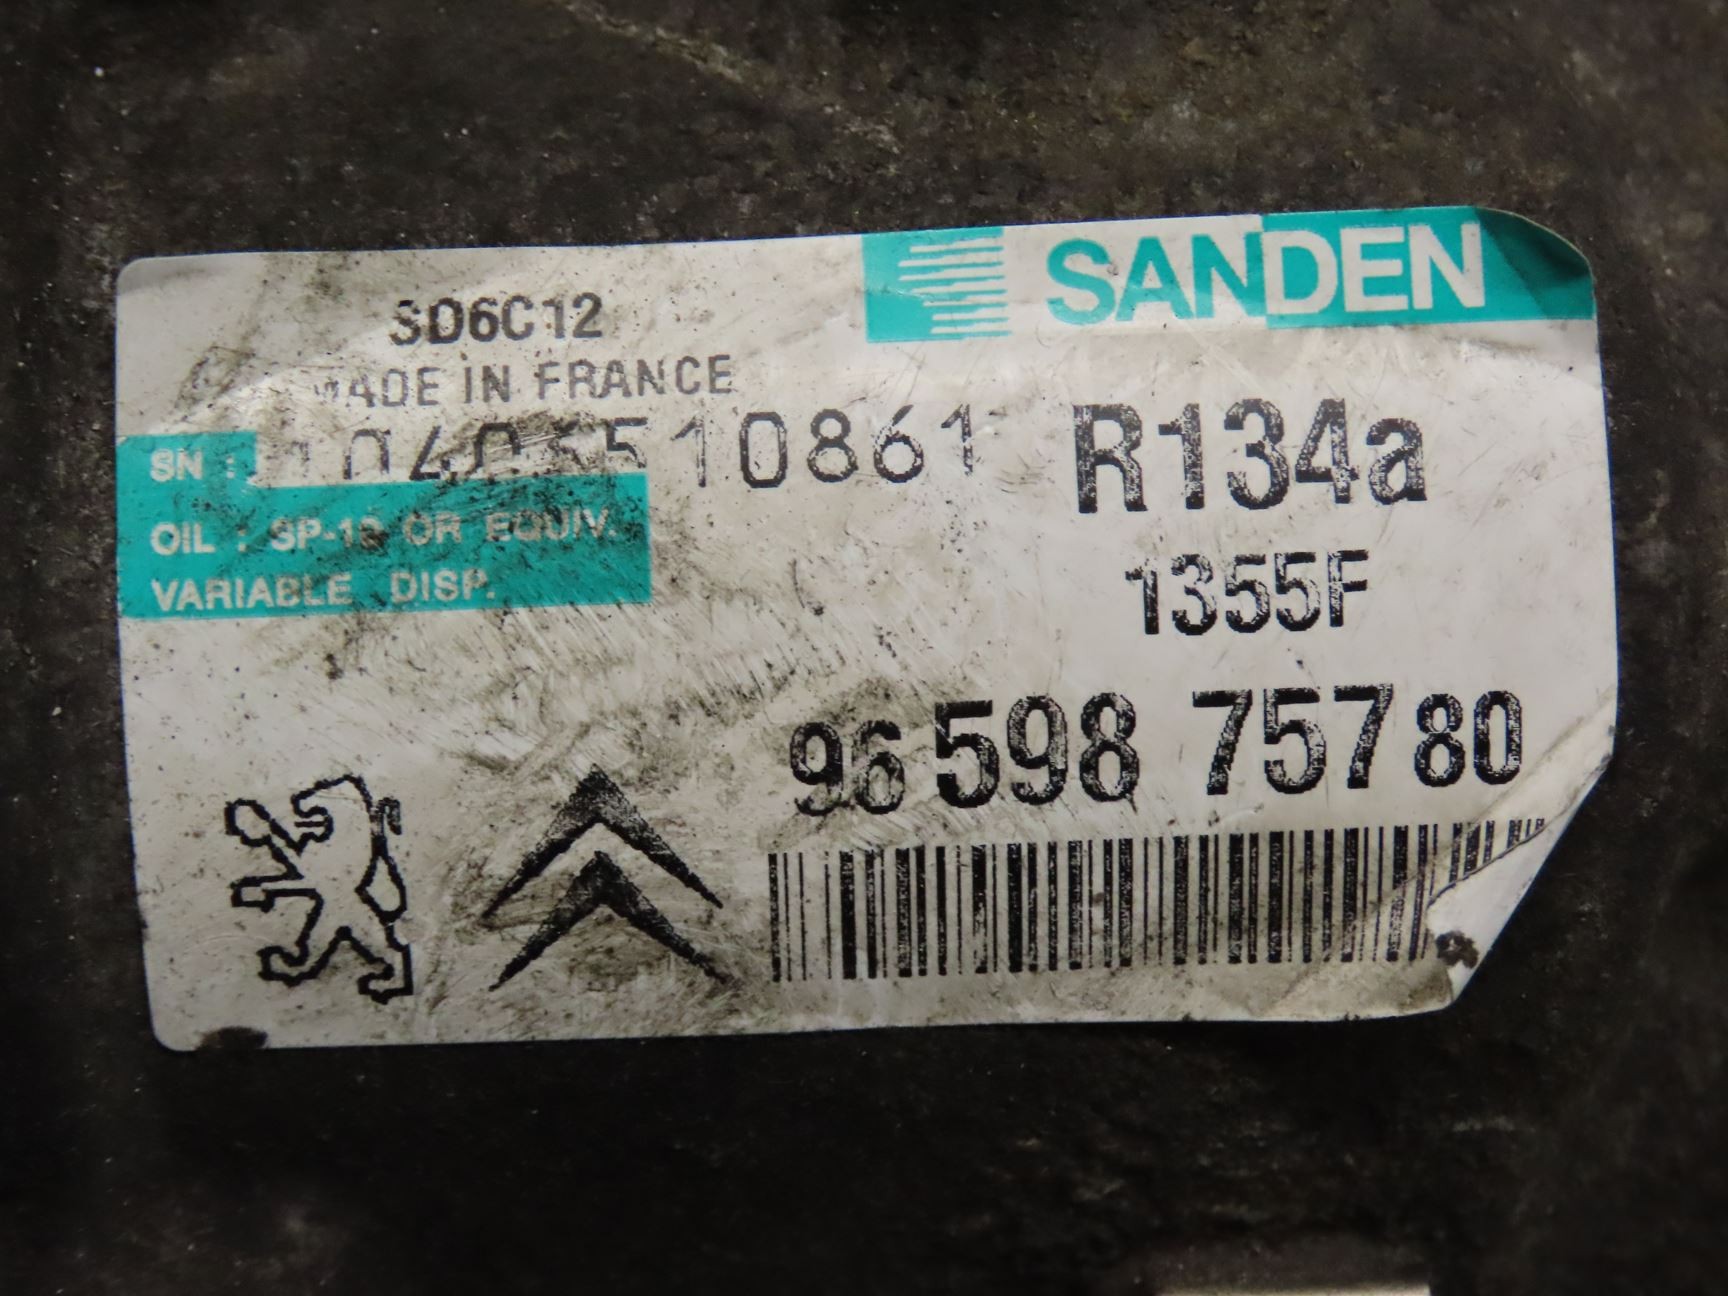 SANDEN
SD6C12
MADE IN FRANCE
SN : 510861
R134a
OIL : SP-10 OR EQUIV.
VARIABLE DISP.
1355F
96 598 757 80